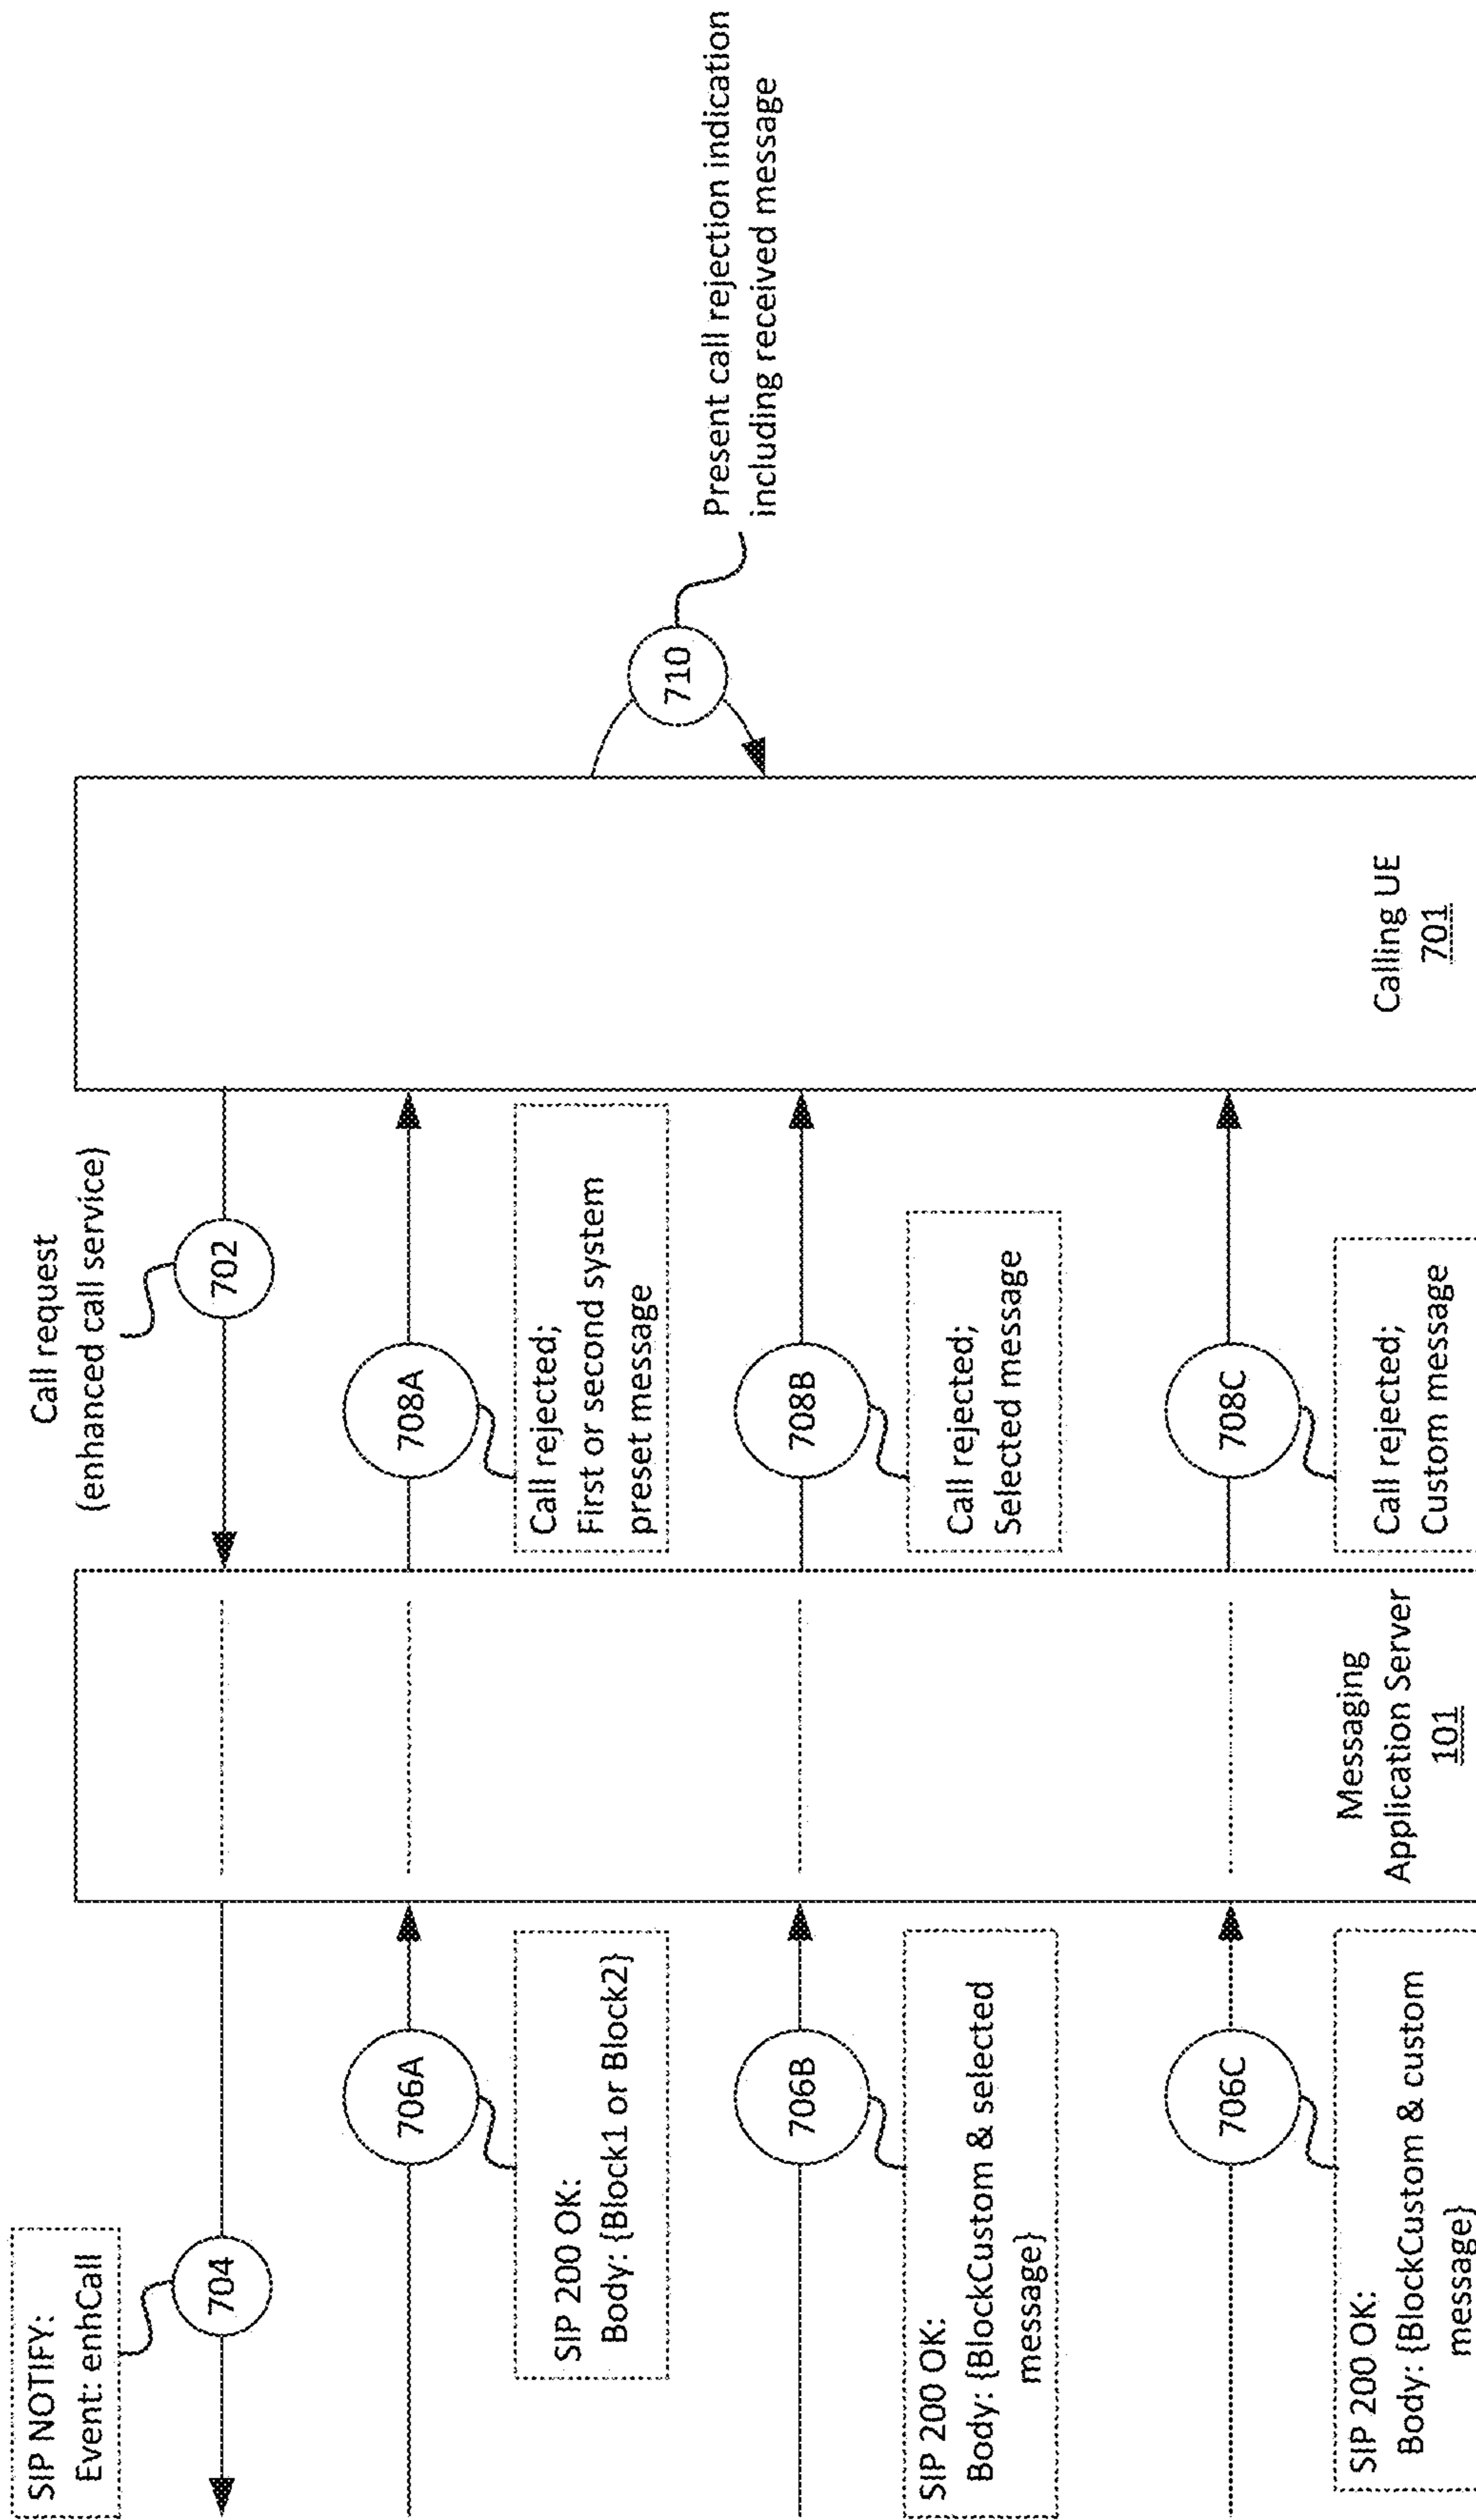 SIP NOTIFY:
Event: enhCall
704
Call request
(enhanced call service)
702
706A
SIP 200 OK:
Body: {Block1 or Block2}
708A
Call rejected;
First or second system
preset message
706B
SIP 200 OK:
Body: {BlockCustom & selected
message}
708B
Call rejected;
Selected message
706C
SIP 200 OK:
Body: {BlockCustom & custom
message}
708C
Call rejected;
Custom message
710
Present call rejection indication
including received message
Messaging
Application Server
101
Calling UE
701